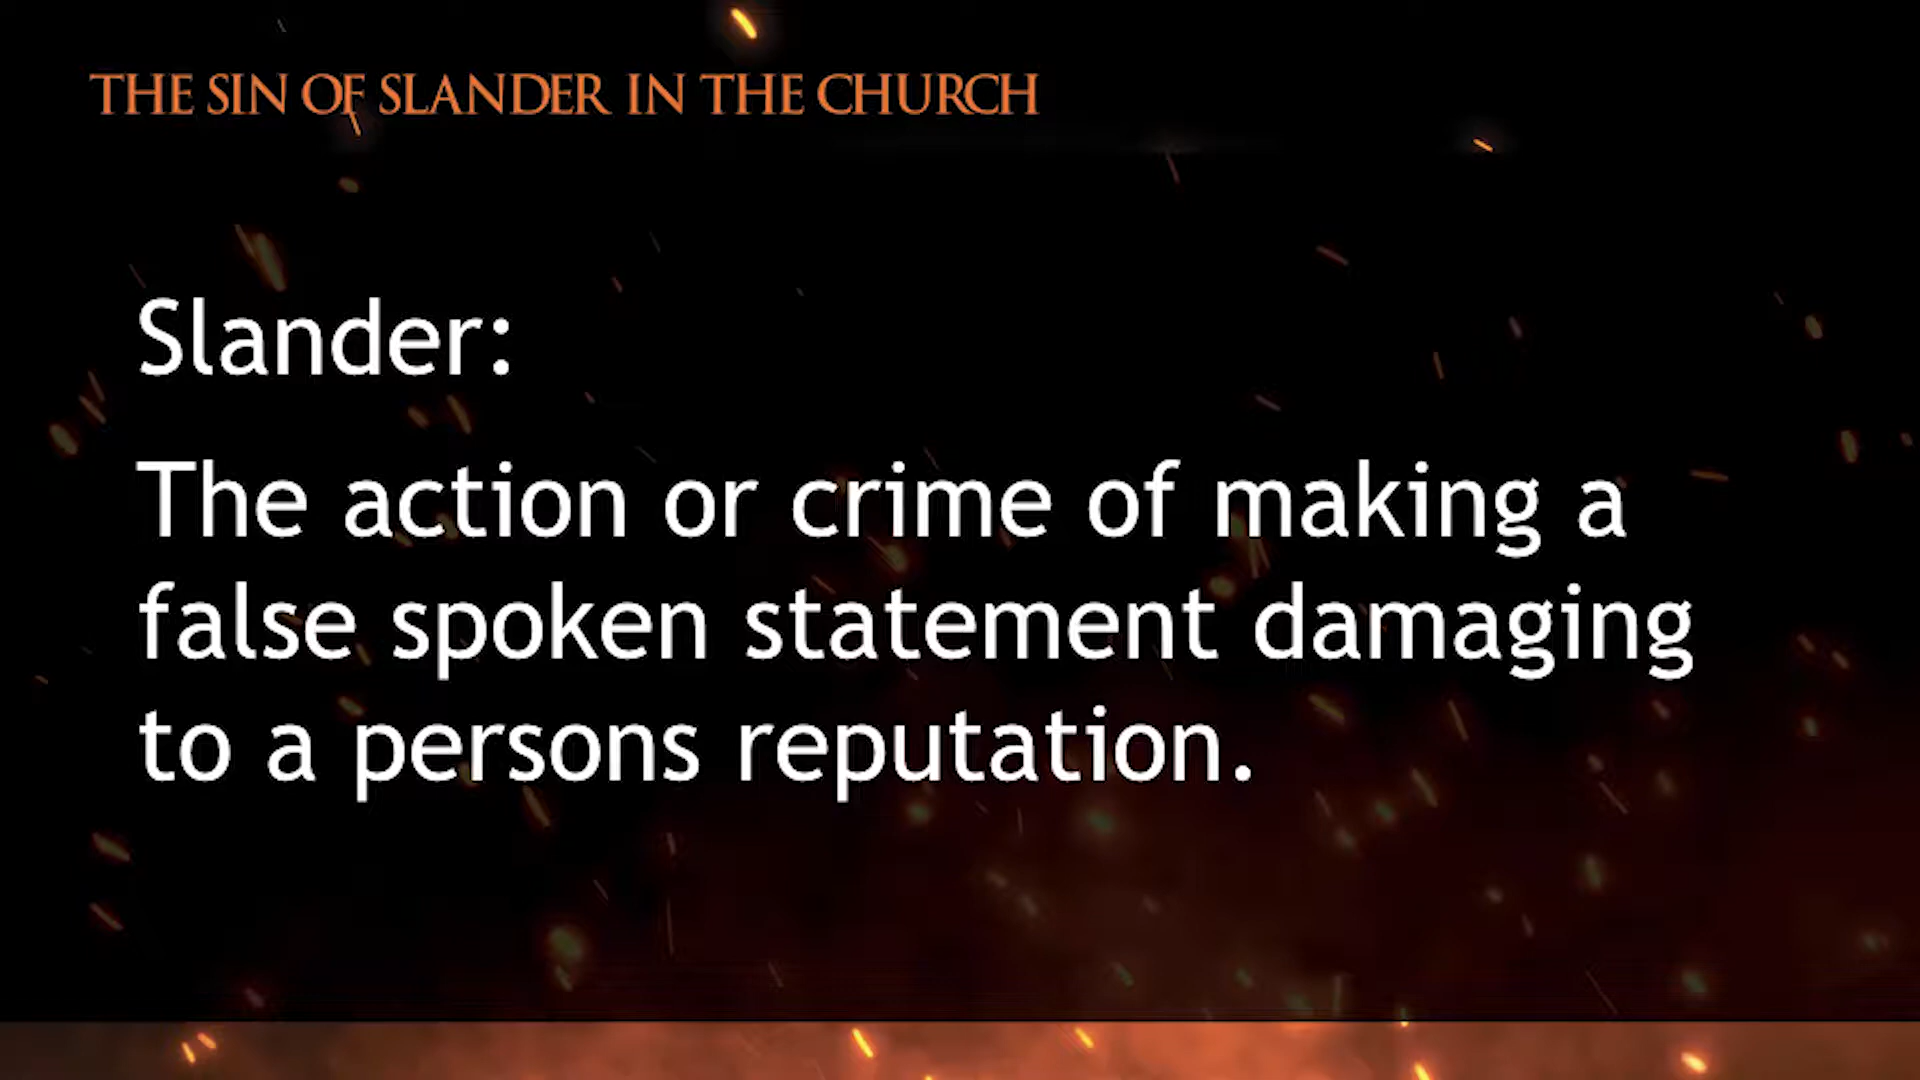 THE SIN OF SLANDER IN THE CHURCH
Slander:
The action or crime of making a
false spoken statement damaging
to a persons reputation.